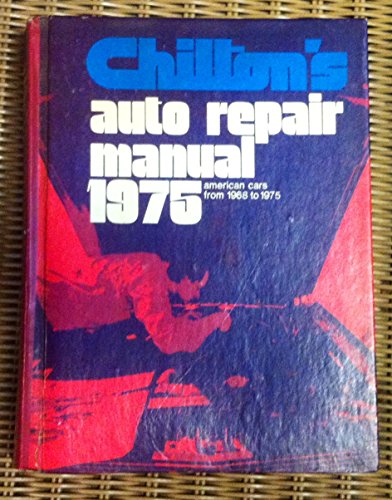 Chilton's
auto repair
manual
1975
american cars
from 1968 to 1975